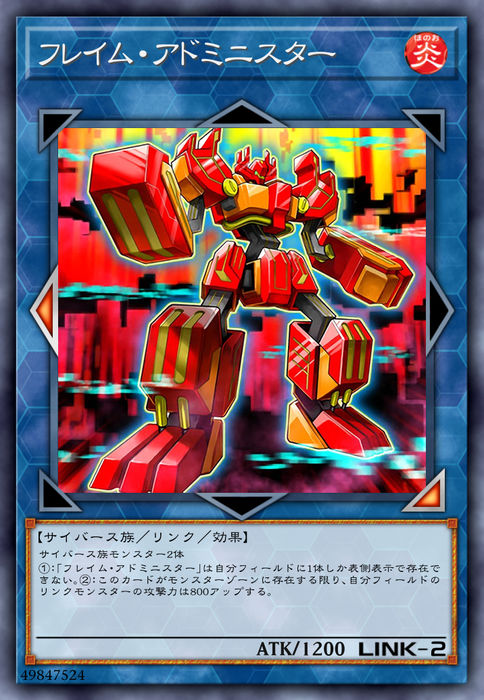 フレイム・アドミニスター
ほのお
炎
【サイバース族／リンク／効果】
サイバース族モンスター2体
①：「フレイム・アドミニスター」は自分フィールドに1体しか表側表示で存在で
きない。②：このカードがモンスターゾーンに存在する限り、自分フィールドの
リンクモンスターの攻撃力は800アップする。
ATK/1200 LINK-2
49847524